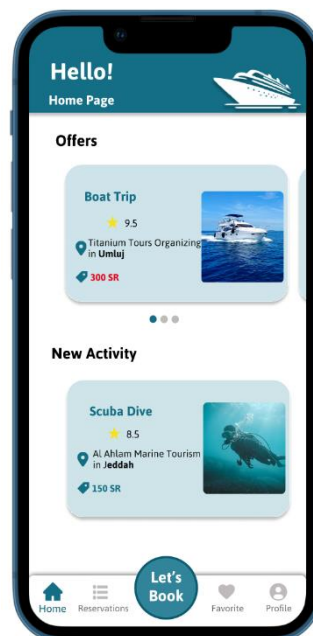 Hello!
Home Page
Offers
Boat Trip
9.5
Titanium Tours Organizing
in Umluj
300 SR
New Activity
Scuba Dive
8.5
Al Ahlam Marine Tourism
in Jeddah
150 SR
Let's
Book
Home
Reservations
Favorite
Profile